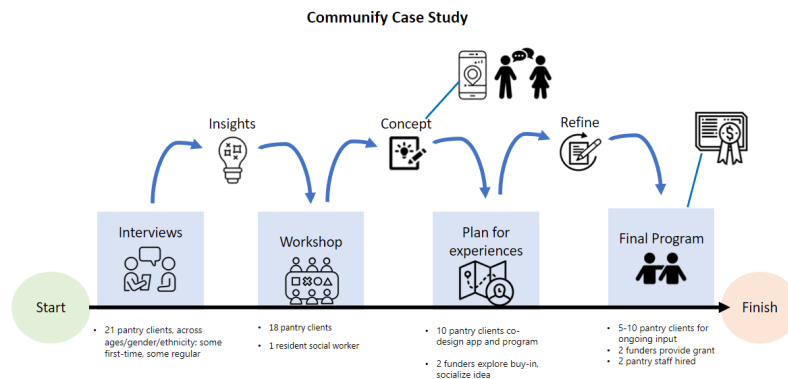 Communify Case Study
Insights
Concept
Refine
Interviews
Workshop
Plan for
experiences
Final Program
Start
Finish
• 21 pantry clients, across
ages/gender/ethnicity: some
first-time, some regular
• 18 pantry clients
• 1 resident social worker
• 10 pantry clients co-
design app and program
• 2 funders explore buy-in,
socialize idea
• 5-10 pantry clients for
ongoing input
• 2 funders provide grant
• 2 pantry staff hired